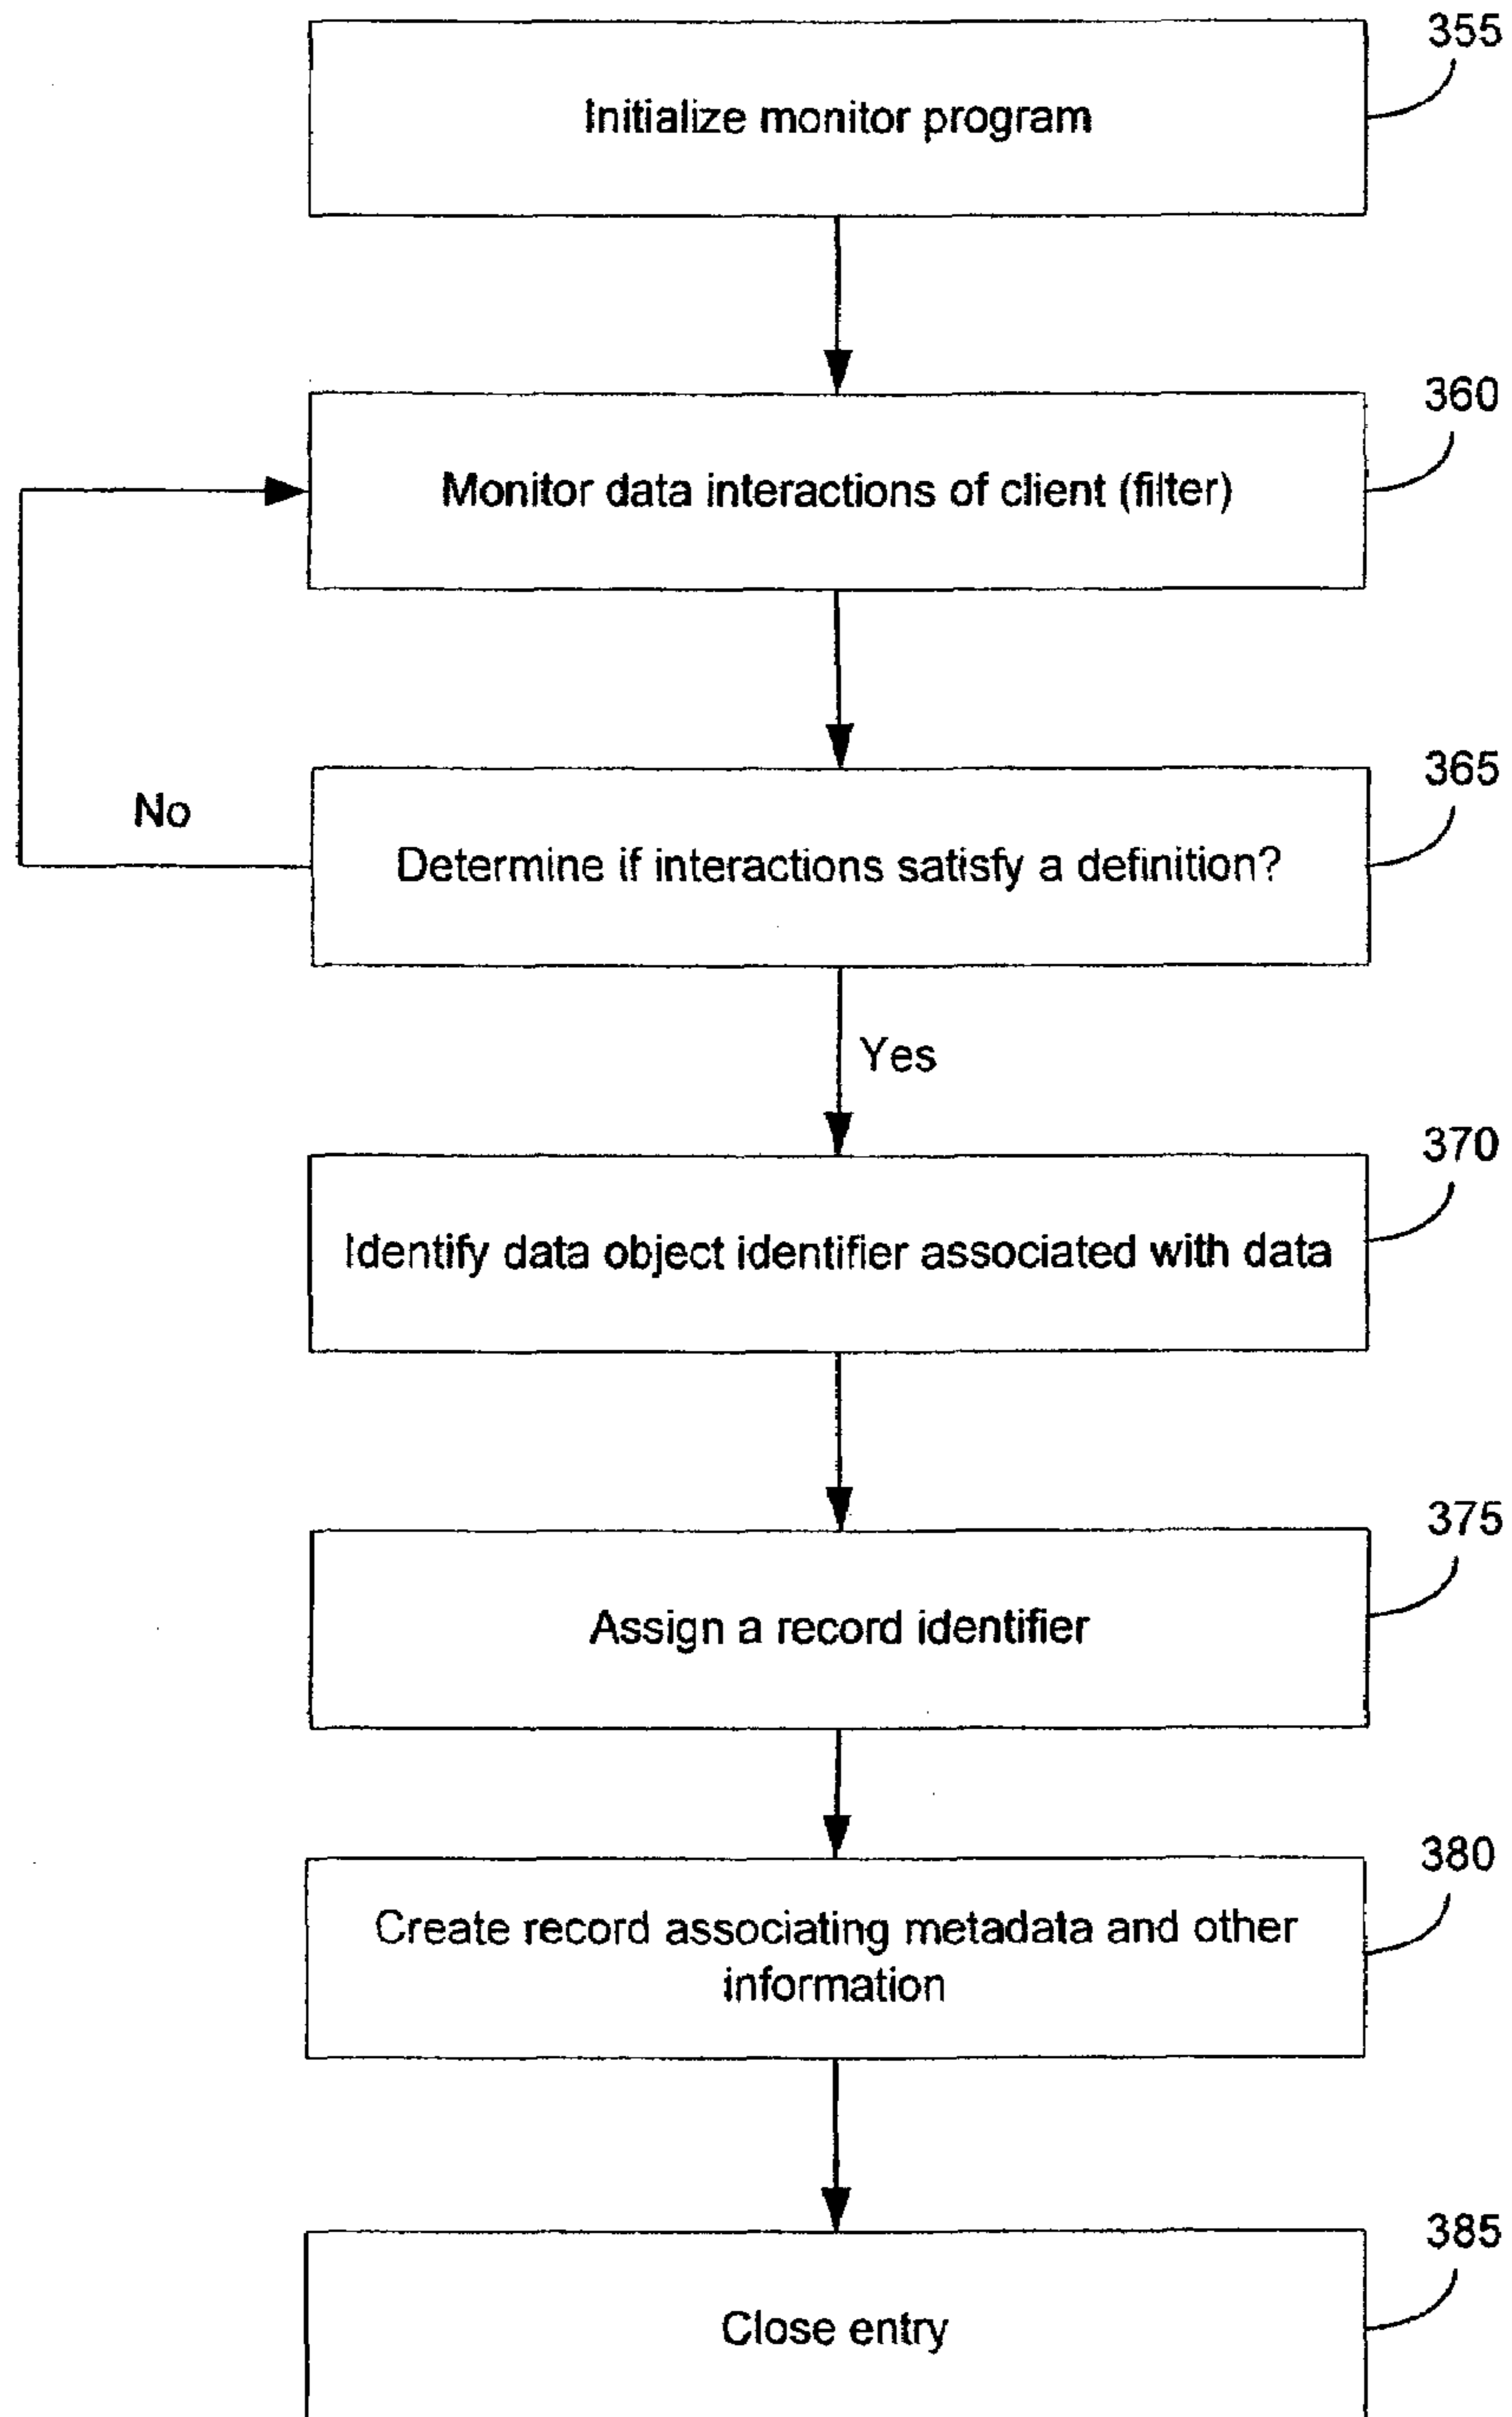 355
Initialize monitor program
360
Monitor data interactions of client (filter)
365
No
Determine if interactions satisfy a definition?
Yes
370
Identify data object identifier associated with data
375
Assign a record identifier
380
Create record associating metadata and other
information
385
Close entry